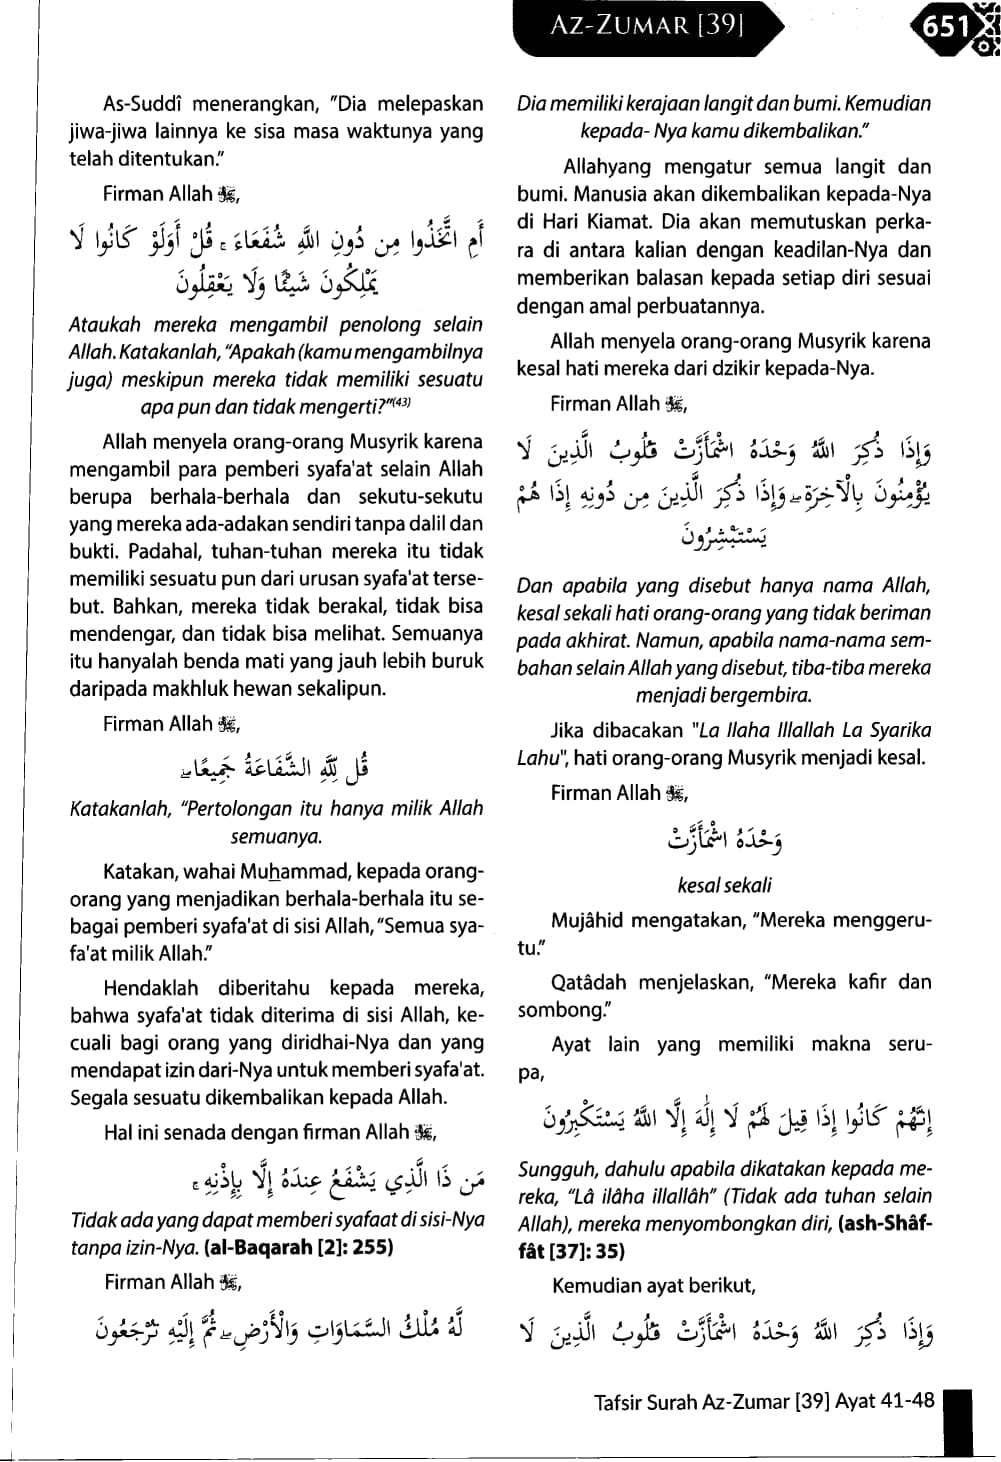 AZ-ZUMAR [39]
651
As-Suddî menerangkan, "Dia melepaskan
jiwa-jiwa lainnya ke sisa masa waktunya yang
telah ditentukan."
Firman Allah ﷻ,
أَمِ اتَّخَذُوا مِن دُونِ اللَّهِ شُفَعَاءَ ۚ قُلْ أَوَلَوْ كَانُوا لَا
يَمْلِكُونَ شَيْئًا وَلَا يَعْقِلُونَ
Ataukah mereka mengambil penolong selain
Allah. Katakanlah, "Apakah (kamu mengambilnya
juga) meskipun mereka tidak memiliki sesuatu
apa pun dan tidak mengerti?"(43)
Allah menyela orang-orang Musyrik karena
mengambil para pemberi syafa'at selain Allah
berupa berhala-berhala dan sekutu-sekutu
yang mereka ada-adakan sendiri tanpa dalil dan
bukti. Padahal, tuhan-tuhan mereka itu tidak
memiliki sesuatu pun dari urusan syafa'at terse-
but. Bahkan, mereka tidak berakal, tidak bisa
mendengar, dan tidak bisa melihat. Semuanya
itu hanyalah benda mati yang jauh lebih buruk
daripada makhluk hewan sekalipun.
Firman Allah ﷻ,
قُل لِّلَّهِ الشَّفَاعَةُ جَمِيعًا ۖ
Katakanlah, "Pertolongan itu hanya milik Allah
semuanya.
Katakan, wahai Muhammad, kepada orang-
orang yang menjadikan berhala-berhala itu se-
bagai pemberi syafa'at di sisi Allah, "Semua sya-
fa'at milik Allah."
Hendaklah diberitahu kepada mereka,
bahwa syafa'at tidak diterima di sisi Allah, ke-
cuali bagi orang yang diridhai-Nya dan yang
mendapat izin dari-Nya untuk memberi syafa'at.
Segala sesuatu dikembalikan kepada Allah.
Hal ini senada dengan firman Allah ﷻ,
مَن ذَا الَّذِي يَشْفَعُ عِندَهُ إِلَّا بِإِذْنِهِ ۚ
Tidak ada yang dapat memberi syafaat di sisi-Nya
tanpa izin-Nya. (al-Baqarah [2]: 255)
Firman Allah ﷻ,
لَّهُ مُلْكُ السَّمَاوَاتِ وَالْأَرْضِ ۖ ثُمَّ إِلَيْهِ تُرْجَعُونَ
Dia memiliki kerajaan langit dan bumi. Kemudian
kepada- Nya kamu dikembalikan."
Allahyang mengatur semua langit dan
bumi. Manusia akan dikembalikan kepada-Nya
di Hari Kiamat. Dia akan memutuskan perka-
ra di antara kalian dengan keadilan-Nya dan
memberikan balasan kepada setiap diri sesuai
dengan amal perbuatannya.
Allah menyela orang-orang Musyrik karena
kesal hati mereka dari dzikir kepada-Nya.
Firman Allah ﷻ,
وَإِذَا ذُكِرَ اللَّهُ وَحْدَهُ اشْمَأَزَّتْ قُلُوبُ الَّذِينَ لَا
يُؤْمِنُونَ بِالْآخِرَةِ ۖ وَإِذَا ذُكِرَ الَّذِينَ مِن دُونِهِ إِذَا هُمْ
يَسْتَبْشِرُونَ
Dan apabila yang disebut hanya nama Allah,
kesal sekali hati orang-orang yang tidak beriman
pada akhirat. Namun, apabila nama-nama sem-
bahan selain Allah yang disebut, tiba-tiba mereka
menjadi bergembira.
Jika dibacakan "La Ilaha Illallah La Syarika
Lahu", hati orang-orang Musyrik menjadi kesal.
Firman Allah ﷻ,
وَحْدَهُ اشْمَأَزَّتْ
kesal sekali
Mujâhid mengatakan, "Mereka menggeru-
tu."
Qatâdah menjelaskan, "Mereka kafir dan
sombong."
Ayat lain yang memiliki makna seru-
pa,
إِنَّهُمْ كَانُوا إِذَا قِيلَ لَهُمْ لَا إِلَٰهَ إِلَّا اللَّهُ يَسْتَكْبِرُونَ
Sungguh, dahulu apabila dikatakan kepada me-
reka, "Lâ ilâha illallâh" (Tidak ada tuhan selain
Allah), mereka menyombongkan diri, (ash-Shâf-
fât [37]: 35)
Kemudian ayat berikut,
وَإِذَا ذُكِرَ اللَّهُ وَحْدَهُ اشْمَأَزَّتْ قُلُوبُ الَّذِينَ لَا
Tafsir Surah Az-Zumar [39] Ayat 41-48